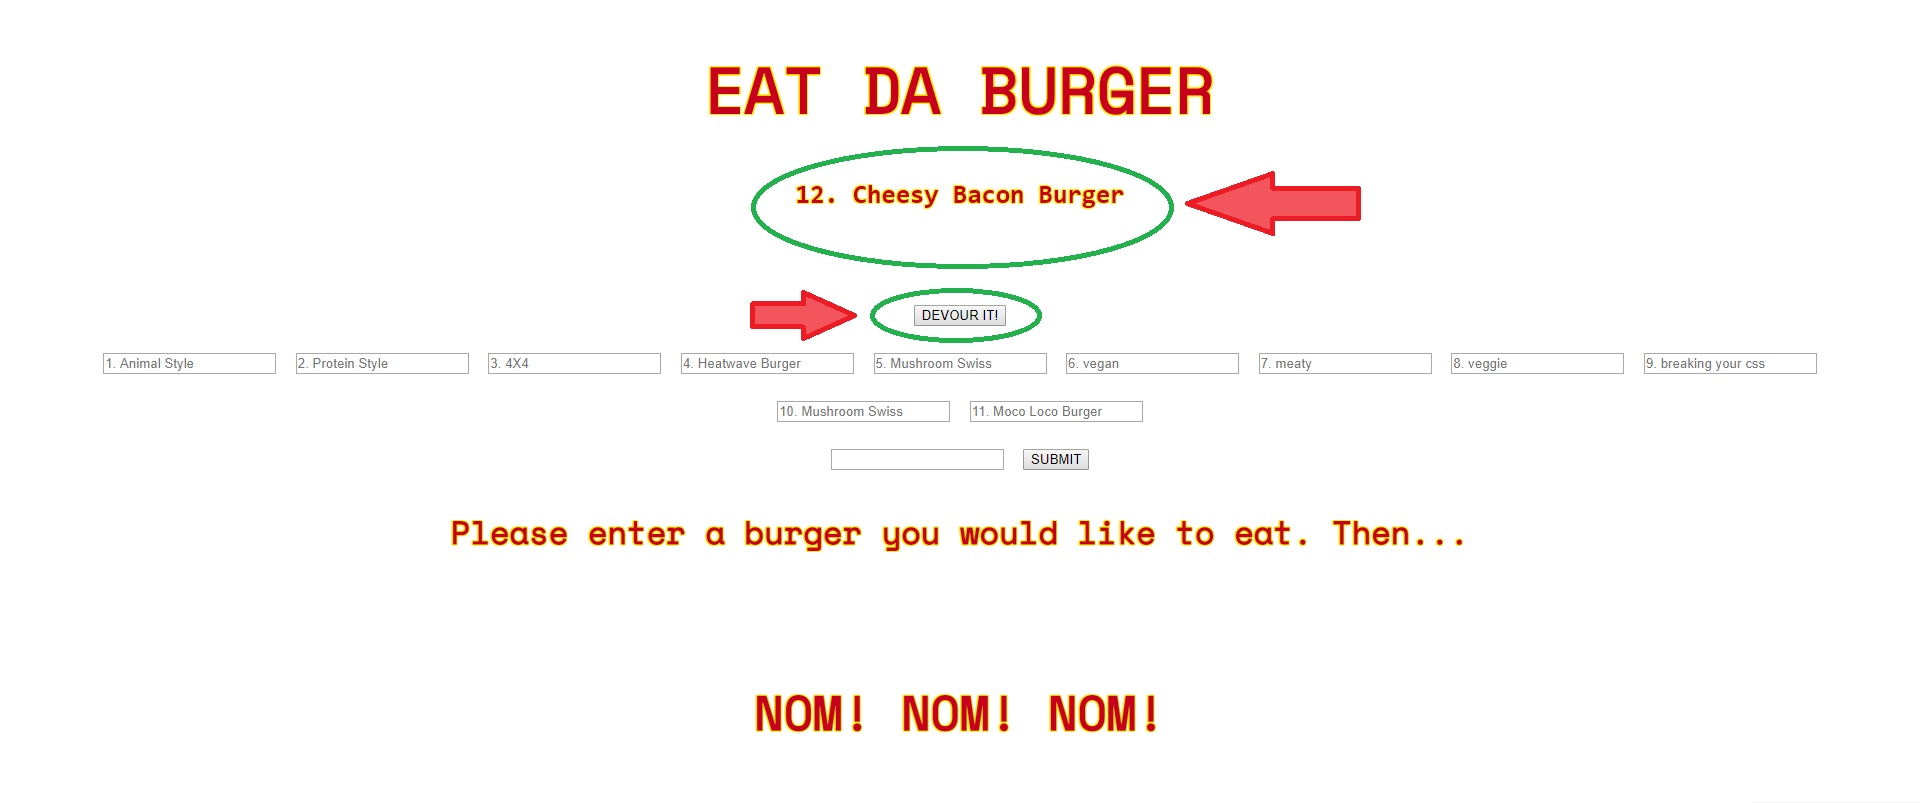 EAT DA BURGER
12. Cheesy Bacon Burger
DEVOUR IT!
1. Animal Style 2. Protein Style 3. 4X4 4. Heatwave Burger 5. Mushroom Swiss 6. vegan 7. meaty 8. veggie 9. breaking your css
10. Mushroom Swiss 11. Moco Loco Burger
SUBMIT
Please enter a burger you would like to eat. Then...
NOM! NOM! NOM!